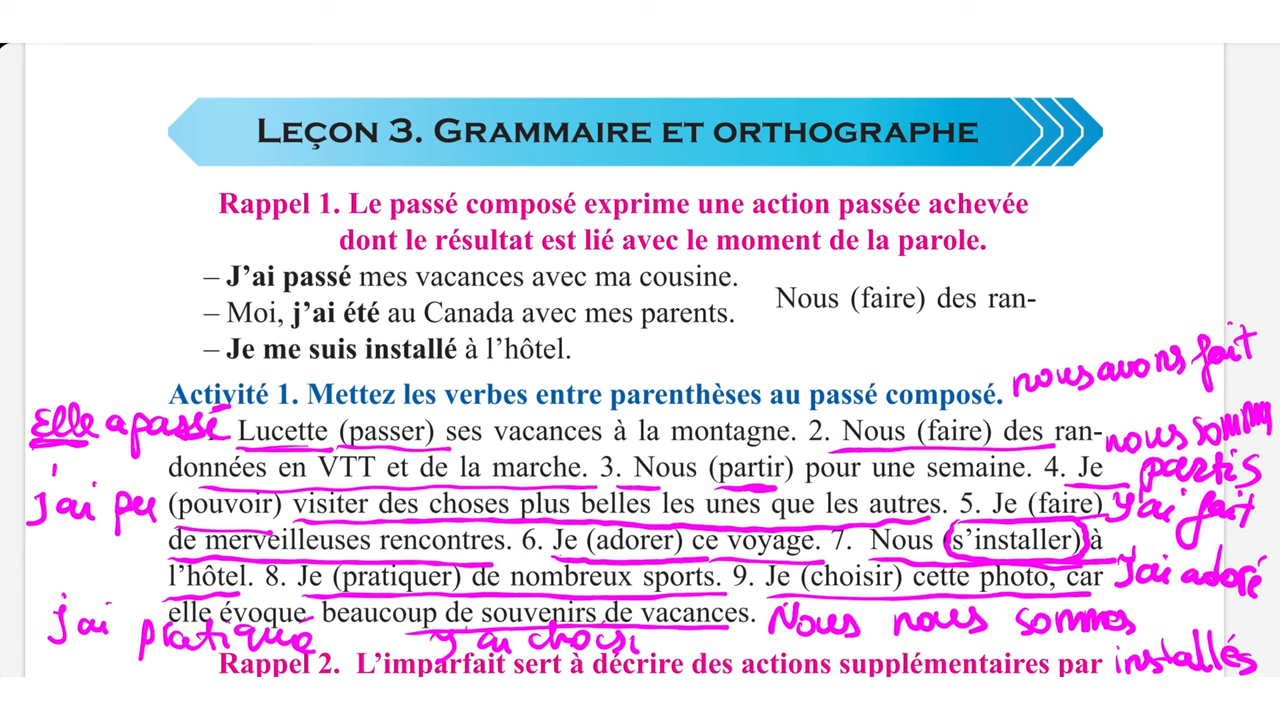 LEÇON 3. GRAMMAIRE ET ORTHOGRAPHE
Rappel 1. Le passé composé exprime une action passée achevée
dont le résultat est lié avec le moment de la parole.
– J’ai passé mes vacances avec ma cousine.
– Moi, j’ai été au Canada avec mes parents.
– Je me suis installé à l’hôtel.
Nous (faire) des ran-
Activité 1. Mettez les verbes entre parenthèses au passé composé.
nous avons fait
Elle a passé
Lucette (passer) ses vacances à la montagne. 2. Nous (faire) des ran-
nous somm
données en VTT et de la marche. 3. Nous (partir) pour une semaine. 4. Je
partis
j'ai pu
(pouvoir) visiter des choses plus belles les unes que les autres. 5. Je (faire)
J'ai fait
de merveilleuses rencontres. 6. Je (adorer) ce voyage. 7. Nous (s’installer) à
l’hôtel. 8. Je (pratiquer) de nombreux sports. 9. Je (choisir) cette photo, car
J'ai adoré
elle évoque beaucoup de souvenirs de vacances.
j'ai pratiqué
j'ai choisi
Nous nous sommes
installés
Rappel 2. L’imparfait sert à décrire des actions supplémentaires par